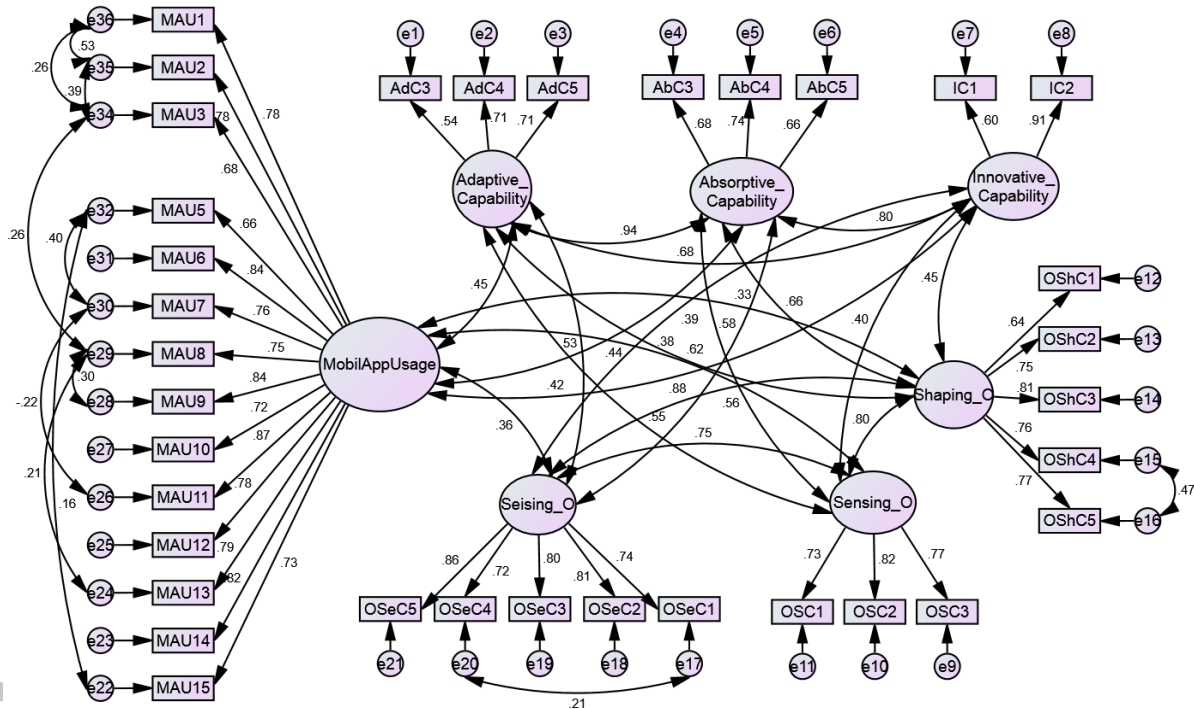 e36 MAU1
.53
e35 MAU2
.26
.39
e34 MAU3
.78
.78
.68
e1 e2 e3
AdC3 AdC4 AdC5
.54 .71 .71
Adaptive_
Capability
e4 e5 e6
AbC3 AbC4 AbC5
.68 .74 .66
Absorptive_
Capability
e7 e8
IC1 IC2
.60 .91
Innovative_
Capability
e32 MAU5
.66
.26
.40
e31 MAU6
.84
e30 MAU7
.76
e29 MAU8
.75
.30
e28 MAU9
.84
-.22
e27 MAU10
.72
.87
.21
e26 MAU11
.78
.16
e25 MAU12
.79
e24 MAU13
.82
.73
e23 MAU14
e22 MAU15
MobilAppUsage
.94
.80
.68
.45
.45
.33
.66
.39
.58
.40
.53
.44
.38
.62
.42
.88
.55
.56
.80
.36
.75
OShC1 e12
.64
OShC2 e13
.75
Shaping_O
.81
OShC3 e14
.76
OShC4 e15
.77
.47
OShC5 e16
Seising_O
.86 .72 .80 .81 .74
OSeC5 OSeC4 OSeC3 OSeC2 OSeC1
e21 e20 e19 e18 e17
.21
Sensing_O
.73 .82 .77
OSC1 OSC2 OSC3
e11 e10 e9